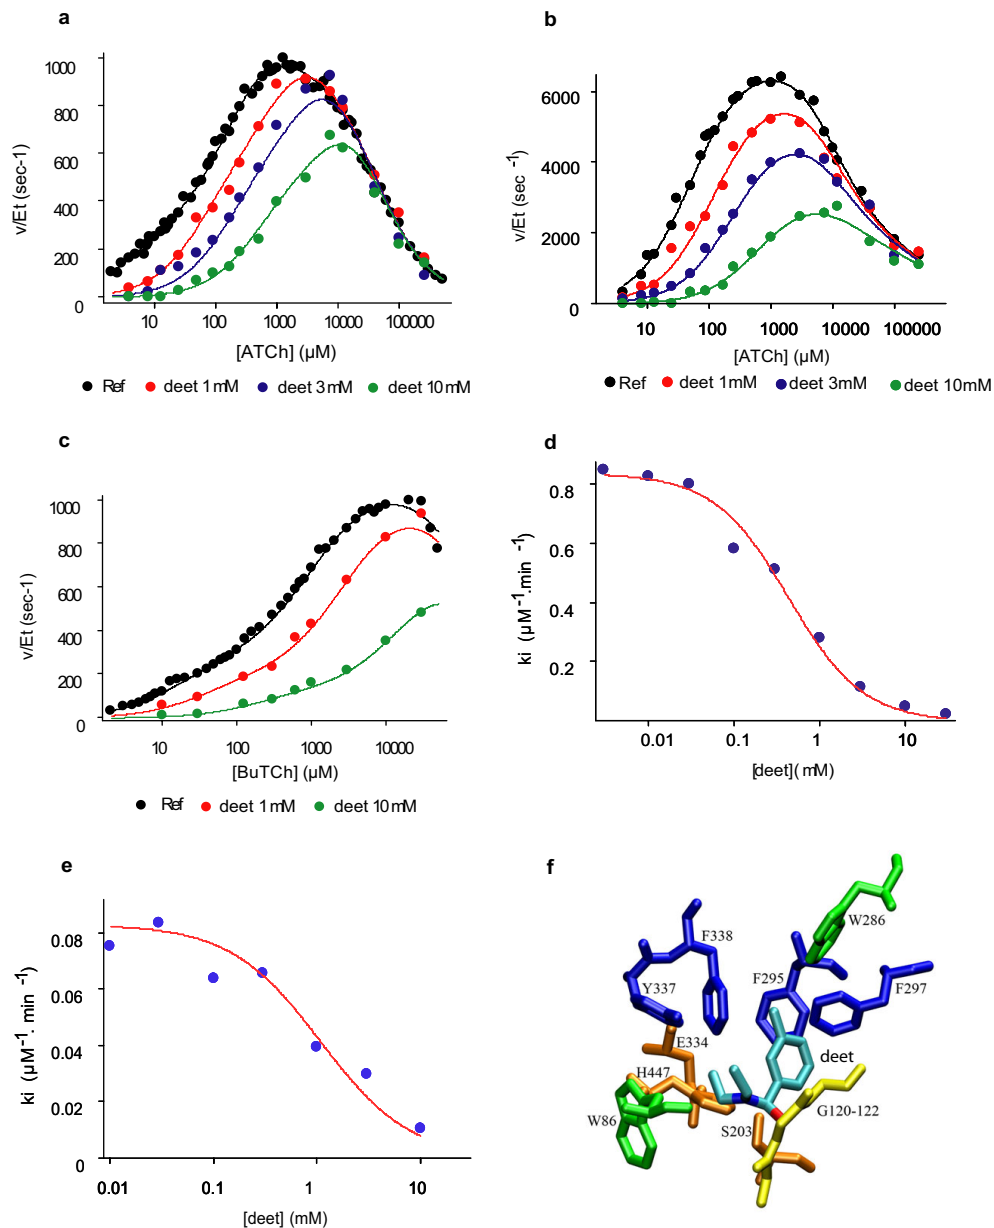 a
v/Et (sec-1)
1000
800
600
400
200
0
10
100
1000
10000
100000
[ATCh] (µM)
Ref
deet 1mM
deet 3mM
deet 10mM
b
v/Et (sec -1)
6000
4000
2000
0
10
100
1000
10000
100000
[ATCh] (µM)
Ref
deet 1mM
deet 3mM
deet 10mM
c
v/Et (sec-1)
1000
800
600
400
200
0
10
100
1000
10000
[BuTCh] (µM)
Ref
deet 1mM
deet 10mM
d
ki (µM-1.min -1)
0.8
0.6
0.4
0.2
0.01
0.1
1
10
[deet]( mM)
e
ki (µM-1. min -1)
0.08
0.06
0.04
0.02
0
0.01
0.1
1
10
[deet] (mM)
f
W286
F338
F295
F297
Y337
E334
deet
H447
G120-122
W86
S203